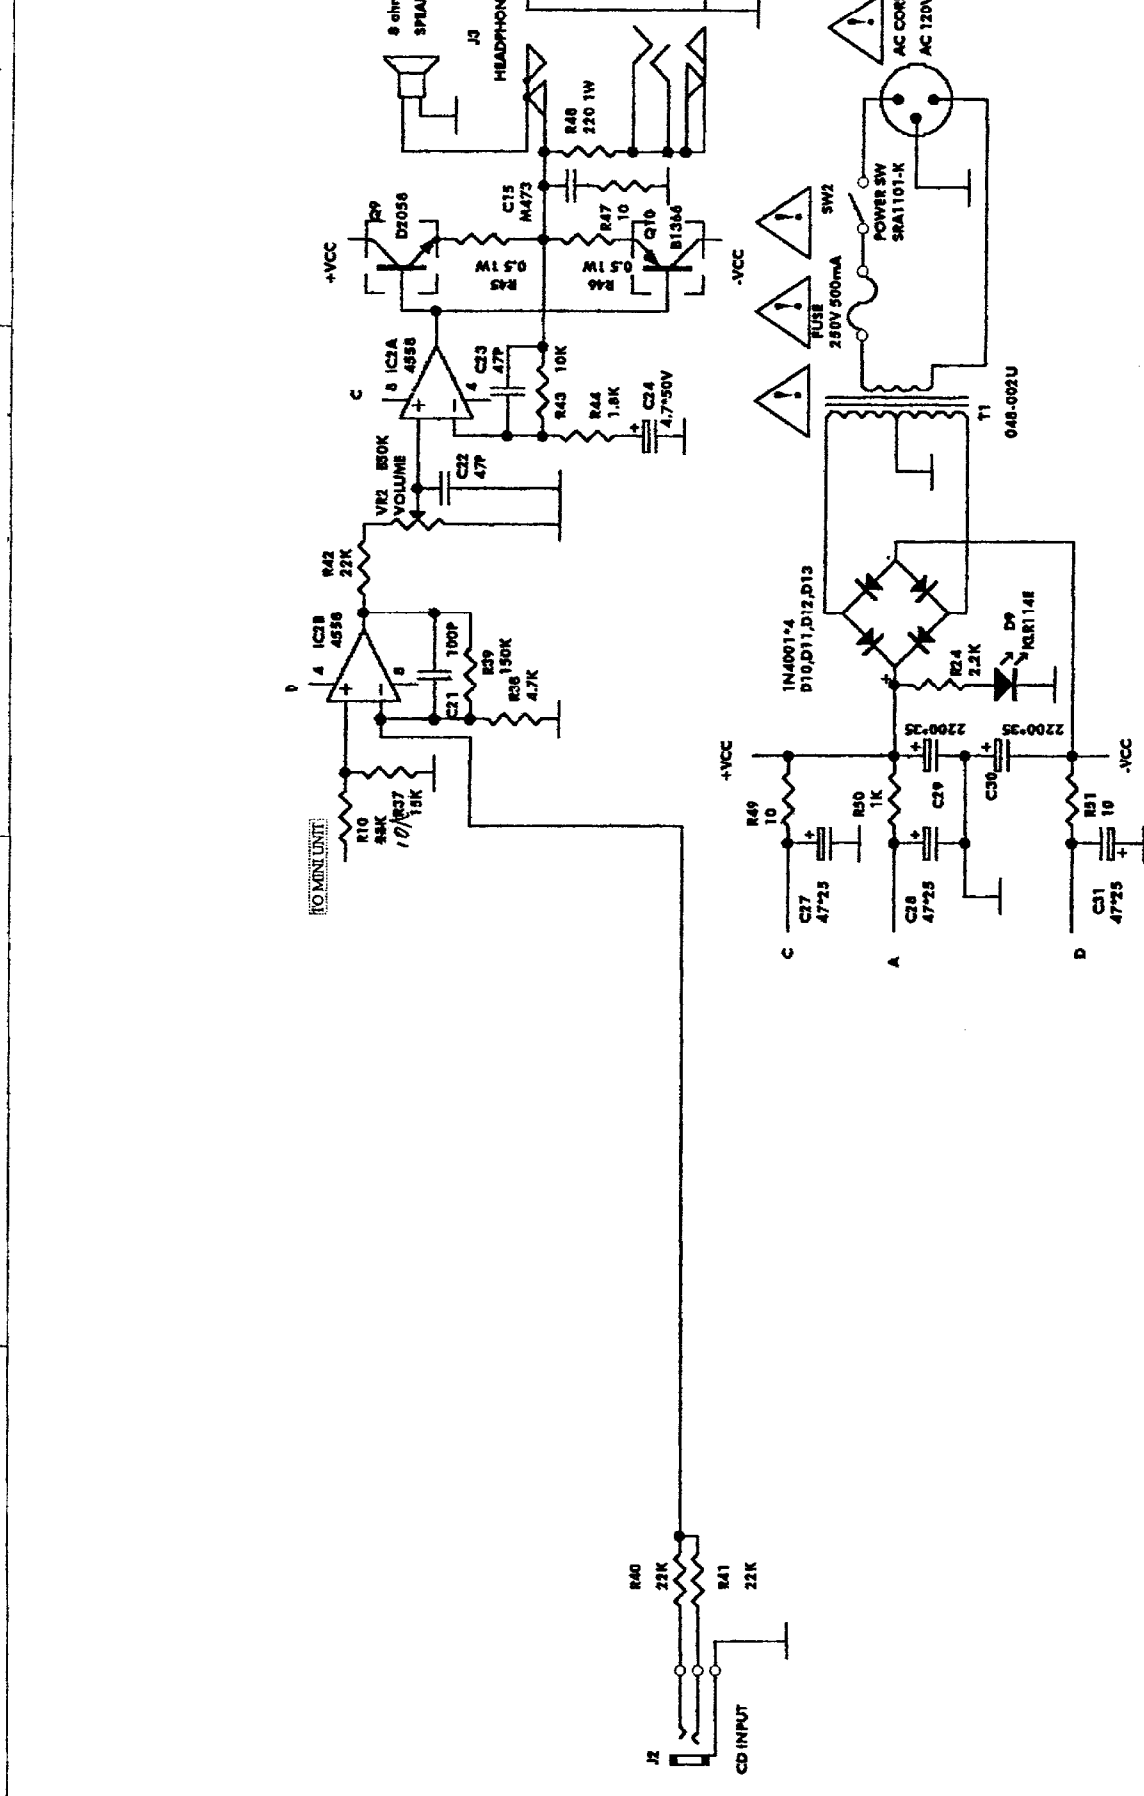 8 ohm
J3
+VCC
Q9
D2058
C15
M473
R48
220 1W
R45
0.5 1W
R46
0.5 1W
R47
10
Q10
B1366
-VCC
C
8
IC2A
4558
4
+
-
C23
47P
10K
R43
R44
1.8K
+
C24
4.7*50V
VR2
B50K
VOLUME
C22
47P
R42
22K
D
4
IC2B
4558
8
+
-
C21
100P
R39
150K
R38
4.7K
TO MINI UNIT
R10
R37
15K
AC 120V
SW2
POWER SW
SRA1101-K
FUSE
250V 500mA
T1
048-002U
1N4001*4
D10,D11,D12,D13
+
R24
2.2K
D9
KLR114E
+VCC
R49
10
R50
1K
+
C29
2200*35
+
C30
2200*35
-VCC
R51
10
+
C27
47*25
+
C28
47*25
+
C31
47*25
C
A
D
R40
22K
R41
22K
J2
CD INPUT